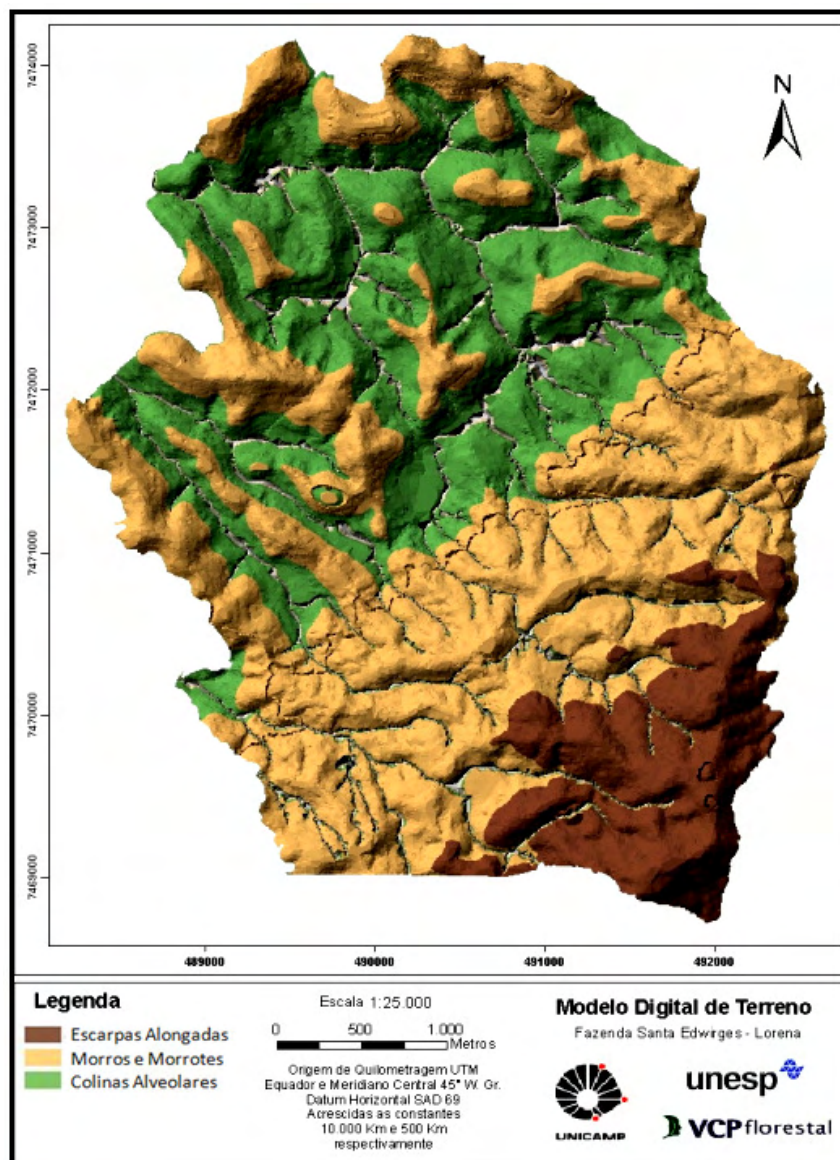 7474000
7473000
7472000
7471000
7470000
7469000
N
489000
490000
491000
492000
Legenda
Escarpas Alongadas
Morros e Morrotes
Colinas Alveolares
Escala 1:25.000
0 500 1.000
Metros
Origem de Quilometragem UTM
Equador e Meridiano Central 45° W. Gr.
Datum Horizontal SAD 69
Acrescidas as constantes
10.000 Km e 500 Km
respectivamente
Modelo Digital de Terreno
Fazenda Santa Edwirges - Lorena
UNICAMP
unesp
VCPflorestal